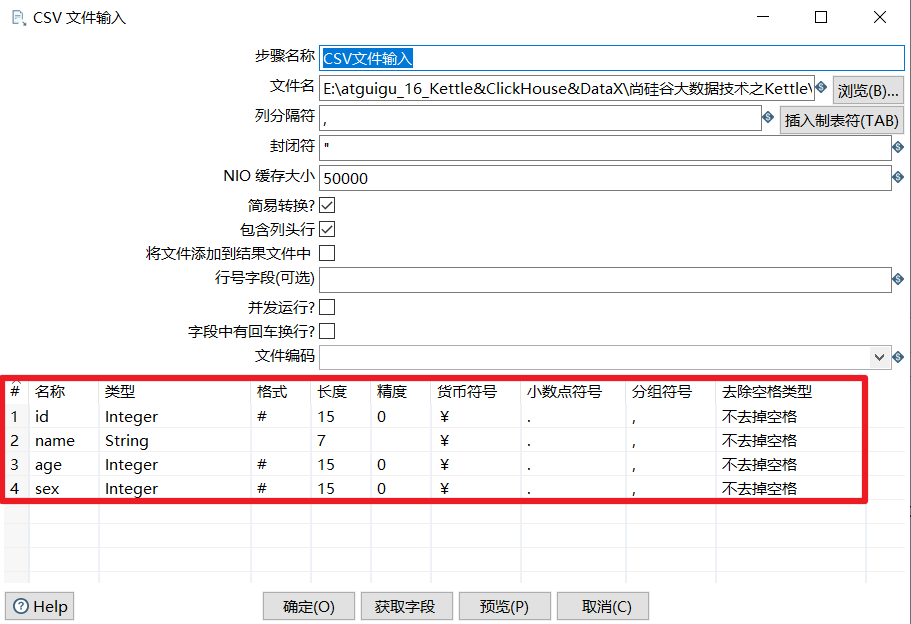 CSV 文件输入
步骤名称 CSV文件输入
文件名 E:\atguigu_16_Kettle&ClickHouse&DataX\尚硅谷大数据技术之Kettle\ 浏览(B)...
列分隔符 , 插入制表符(TAB)
封闭符 "
NIO 缓存大小 50000
简易转换?
包含列头行
将文件添加到结果文件中
行号字段(可选)
并发运行?
字段中有回车换行?
文件编码
# 名称 类型 格式 长度 精度 货币符号 小数点符号 分组符号 去除空格类型
1 id Integer # 15 0 ¥ . , 不去掉空格
2 name String 7 ¥ . , 不去掉空格
3 age Integer # 15 0 ¥ . , 不去掉空格
4 sex Integer # 15 0 ¥ . , 不去掉空格
Help 确定(O) 获取字段 预览(P) 取消(C)